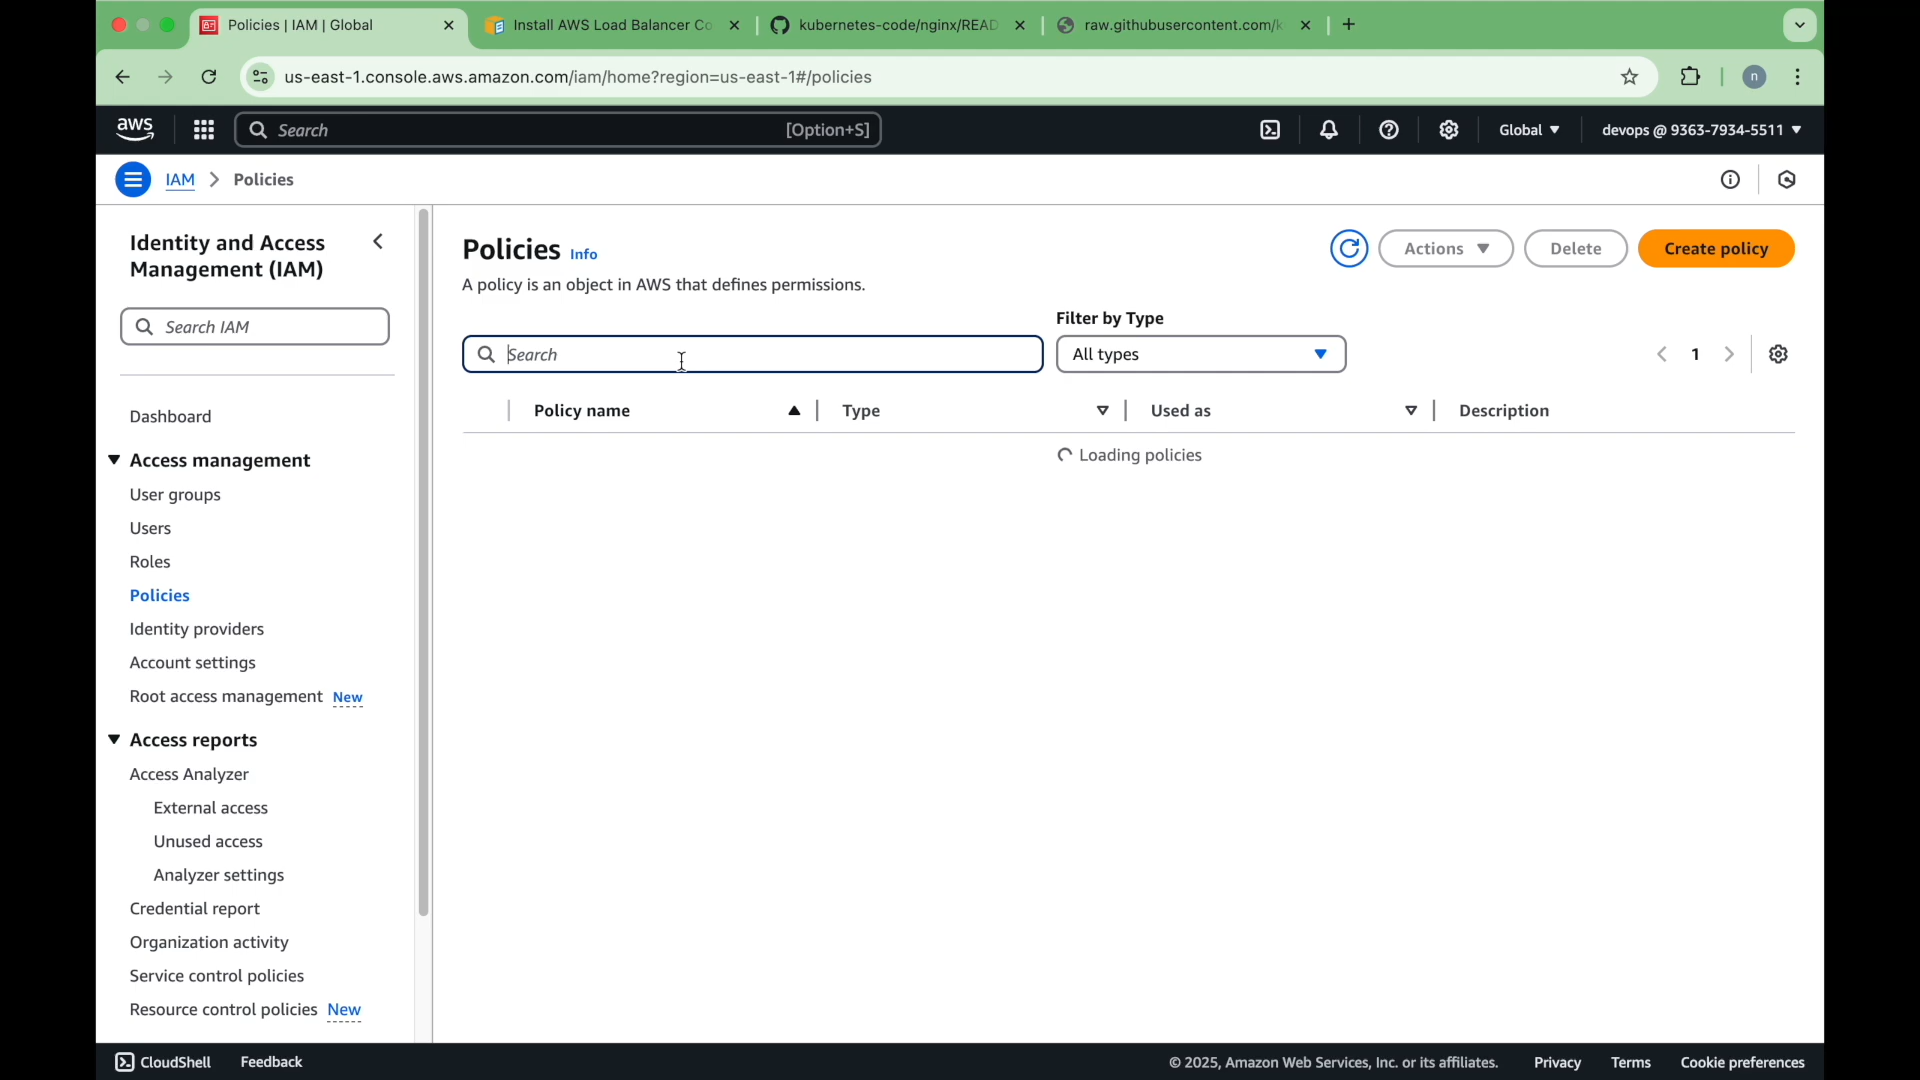 Policies | IAM | Global
Install AWS Load Balancer Co
kubernetes-code/nginx/READ
raw.githubusercontent.com/k
us-east-1.console.aws.amazon.com/iam/home?region=us-east-1#/policies
n
aws
Search
[Option+S]
Global
devops @ 9363-7934-5511
IAM
Policies
Identity and Access
Management (IAM)
Search IAM
Dashboard
Access management
User groups
Users
Roles
Policies
Identity providers
Account settings
Root access management New
Access reports
Access Analyzer
External access
Unused access
Analyzer settings
Credential report
Organization activity
Service control policies
Resource control policies New
Policies Info
A policy is an object in AWS that defines permissions.
Actions
Delete
Create policy
Filter by Type
Search
All types
1
Policy name
Type
Used as
Description
Loading policies
CloudShell
Feedback
© 2025, Amazon Web Services, Inc. or its affiliates.
Privacy
Terms
Cookie preferences